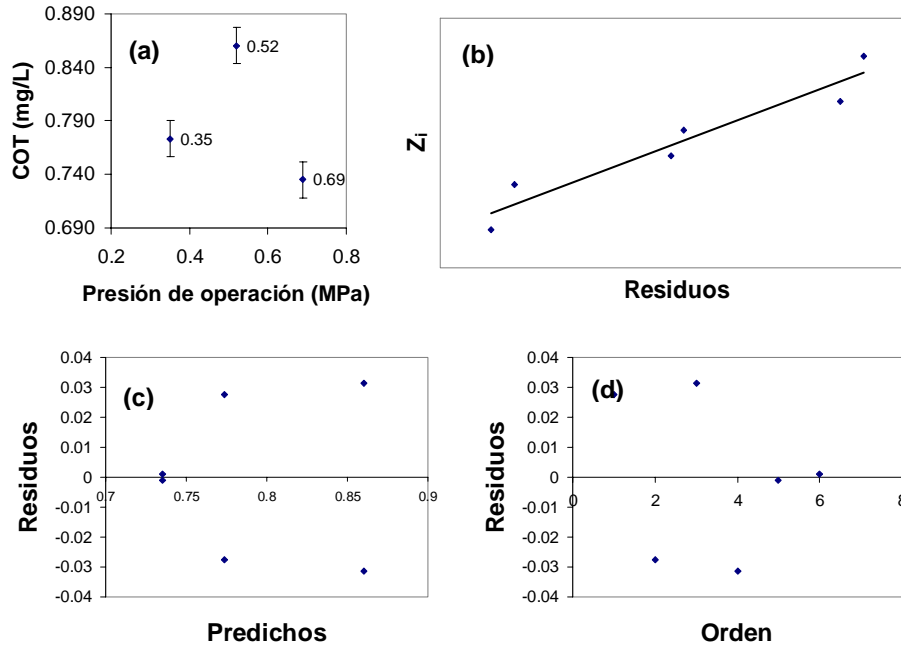 (a)
COT (mg/L)
0.890
0.840
0.790
0.740
0.690
0.52
0.35
0.69
0.2 0.4 0.6 0.8
Presión de operación (MPa)
(b)
Zi
Residuos
(c)
Residuos
0.04
0.03
0.02
0.01
0
-0.01
-0.02
-0.03
-0.04
0.7 0.75 0.8 0.85 0.9
Predichos
(d)
Residuos
0.04
0.03
0.02
0.01
0
-0.01
-0.02
-0.03
-0.04
0 2 4 6 8
Orden